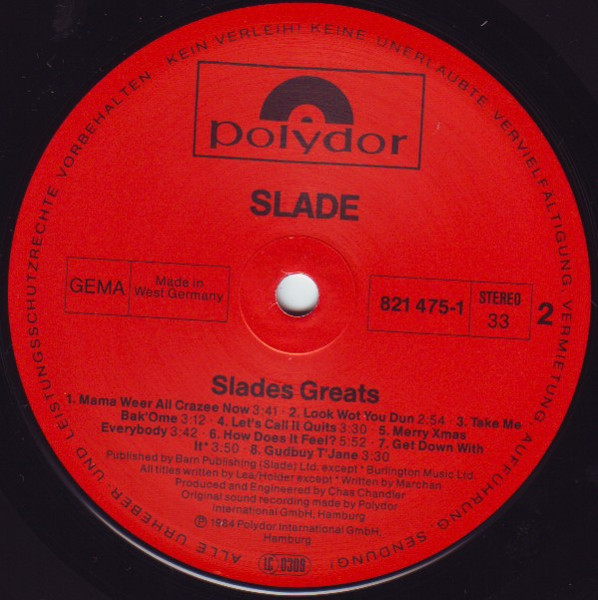 KEIN VERLEIH! KEINE UNERLAUBTE VERVIELFÄLTIGUNG VERMIETUNG AUFFÜHRUNG SENDUNG!
ALLE URHEBER- UND LEISTUNGSSCHUTZRECHTE VORBEHALTEN
polydor
SLADE
GEMA
Made in
West Germany
821 475-1
STEREO
33
2
Slades Greats
1. Mama Weer All Crazee Now 3:41 · 2. Look Wot You Dun 2:54 · 3. Take Me
Bak'Ome 3:12 · 4. Let's Call It Quits 3:30 · 5. Merry Xmas
Everybody 3:42 · 6. How Does It Feel? 5:52 · 7. Get Down With
It* 3:50 · 8. Gudbuy T'Jane 3:30
Published by Barn Publishing (Slade) Ltd. except * Burlington Music Ltd.
All titles written by Lea/Holder except * Written by Marchan
Produced and Engineered by Chas Chandler
Original sound recording made by Polydor
International GmbH, Hamburg
℗ 1984 Polydor International GmbH,
Hamburg
LC 0309